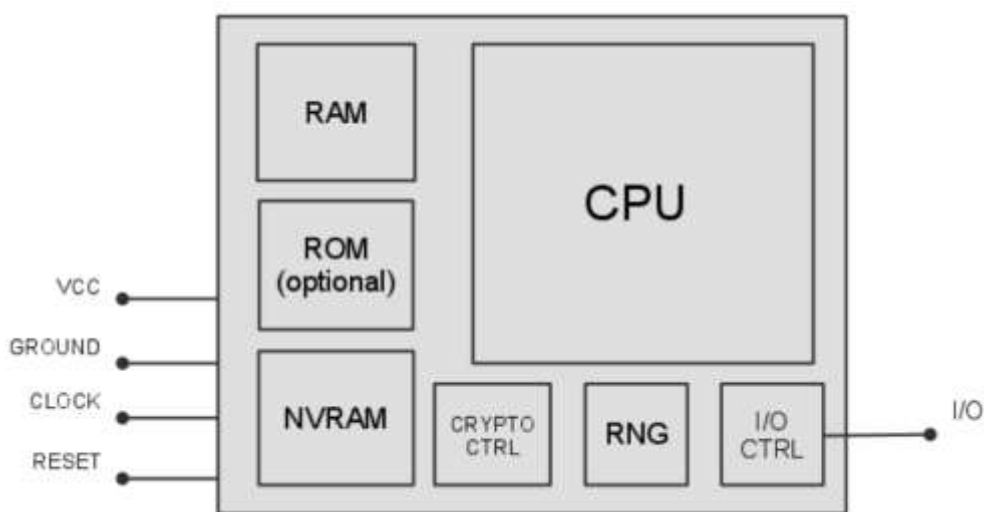 RAM
CPU
ROM
(optional)
VCC
GROUND
CLOCK
RESET
NVRAM
CRYPTO
CTRL
RNG
I/O
CTRL
I/O